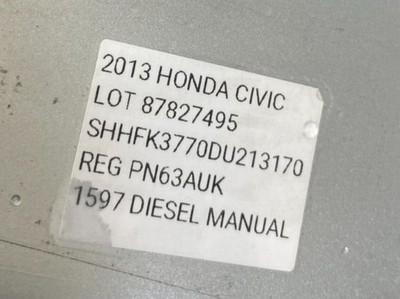 2013 HONDA CIVIC
LOT 87827495
SHHFK3770DU213170
REG PN63AUK
1597 DIESEL MANUAL